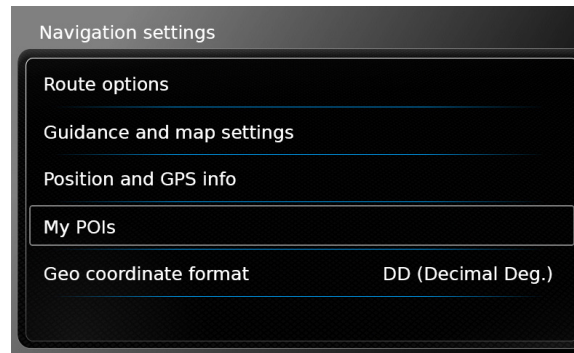 Navigation settings
Route options
Guidance and map settings
Position and GPS info
My POIs
Geo coordinate format DD (Decimal Deg.)